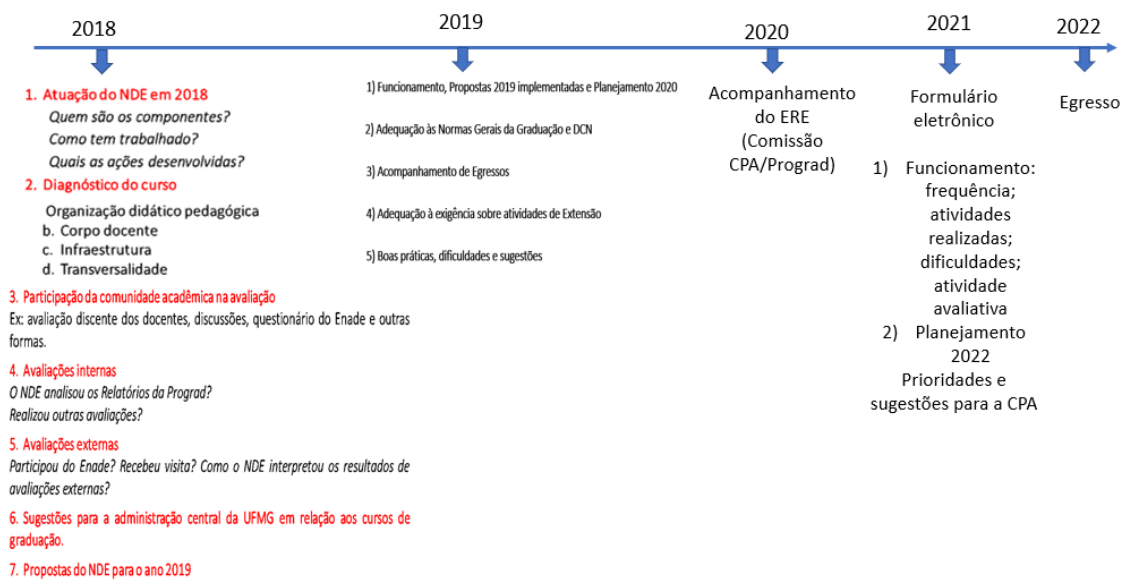 2018
1. Atuação do NDE em 2018
Quem são os componentes?
Como tem trabalhado?
Quais as ações desenvolvidas?
2. Diagnóstico do curso
Organização didático pedagógica
b. Corpo docente
c. Infraestrutura
d. Transversalidade
3. Participação da comunidade acadêmica na avaliação
Ex: avaliação discente dos docentes, discussões, questionário do Enade e outras
formas.
4. Avaliações internas
O NDE analisou os Relatórios da Prograd?
Realizou outras avaliações?
5. Avaliações externas
Participou do Enade? Recebeu visita? Como o NDE interpretou os resultados de
avaliações externas?
6. Sugestões para a administração central da UFMG em relação aos cursos de
graduação.
7. Propostas do NDE para o ano 2019
2019
1) Funcionamento, Propostas 2019 implementadas e Planejamento 2020
2) Adequação às Normas Gerais da Graduação e DCN
3) Acompanhamento de Egressos
4) Adequação à exigência sobre atividades de Extensão
5) Boas práticas, dificuldades e sugestões
2020
Acompanhamento
do ERE
(Comissão
CPA/Prograd)
2021
Formulário
eletrônico
1) Funcionamento:
frequência;
atividades
realizadas;
dificuldades;
atividade
avaliativa
2) Planejamento
2022
Prioridades e
sugestões para a CPA
2022
Egresso